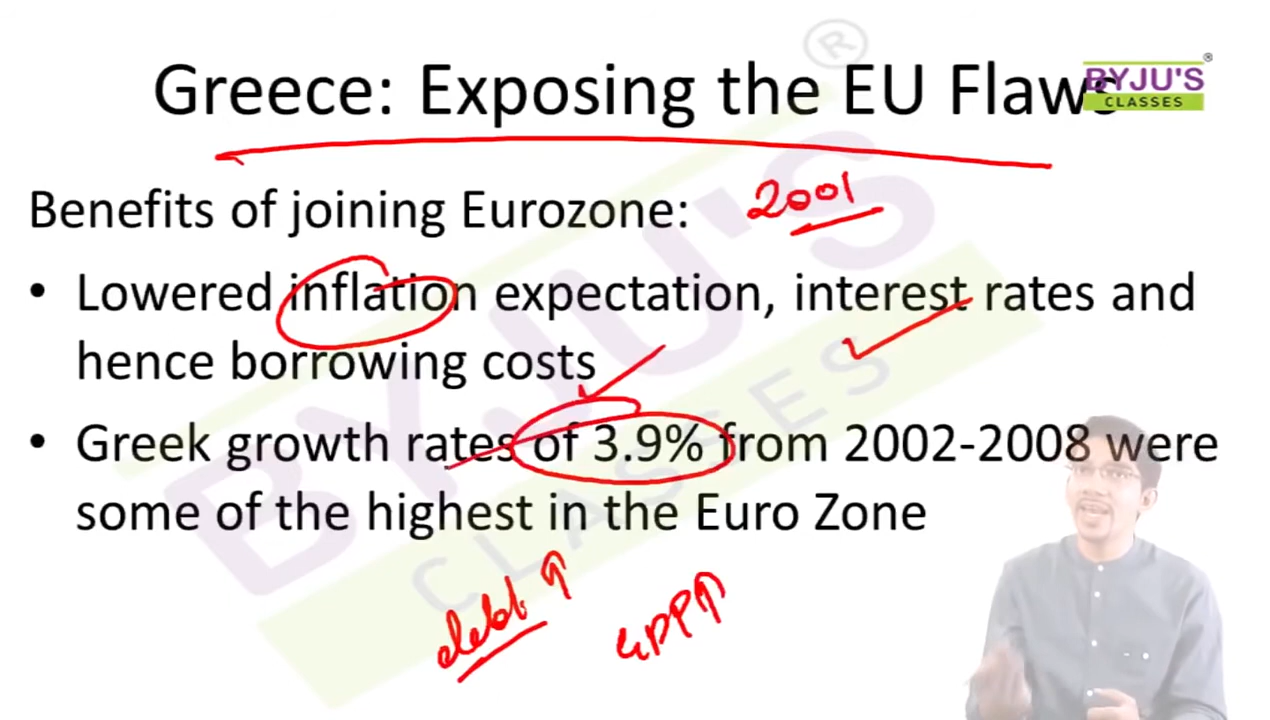 Greece: Exposing the EU Flaws
BYJU'S
CLASSES
Benefits of joining Eurozone:
2001
• Lowered inflation expectation, interest rates and
hence borrowing costs
• Greek growth rates of 3.9% from 2002-2008 were
some of the highest in the Euro Zone
debt ↑
GDP ↑
BYJU'S
CLASSES
®